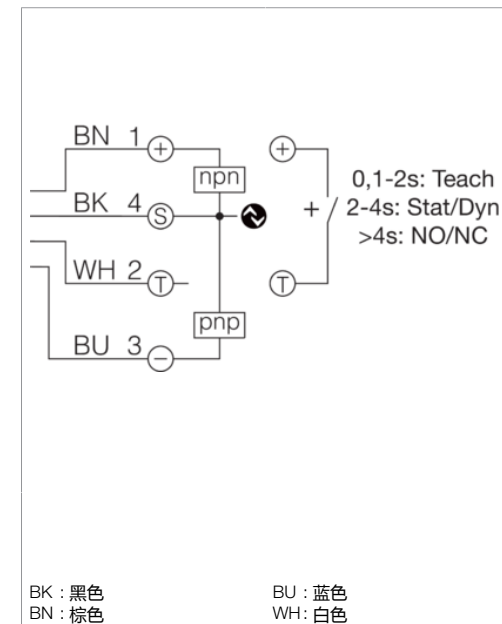 BN 1 +
npn
BK 4 S
WH 2 T
pnp
BU 3 −
+
+ 0,1-2s: Teach
2-4s: Stat/Dyn
>4s: NO/NC
T
BK : 黑色
BN : 棕色
BU : 蓝色
WH : 白色